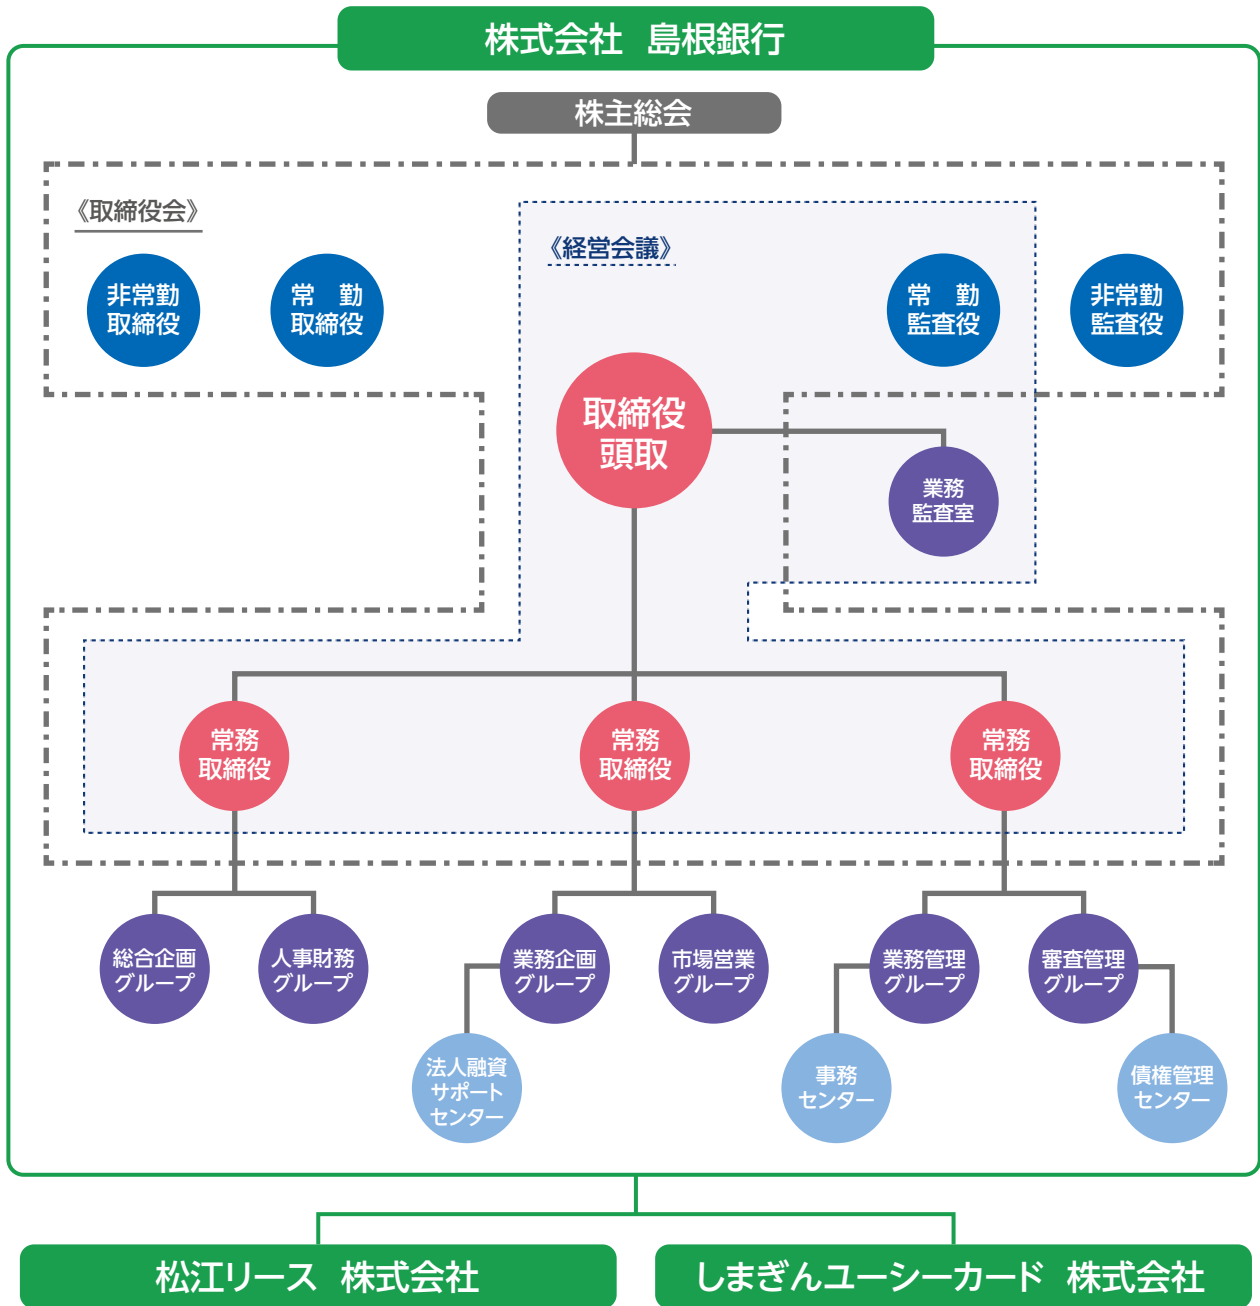 株式会社 島根銀行
株主総会
《取締役会》
《経営会議》
非常勤
取締役
常 勤
取締役
常 勤
監査役
非常勤
監査役
取締役
頭取
業務
監査室
常務
取締役
常務
取締役
常務
取締役
総合企画
グループ
人事財務
グループ
業務企画
グループ
市場営業
グループ
業務管理
グループ
審査管理
グループ
法人融資
サポート
センター
事務
センター
債権管理
センター
松江リース 株式会社
しまぎんユーシーカード 株式会社